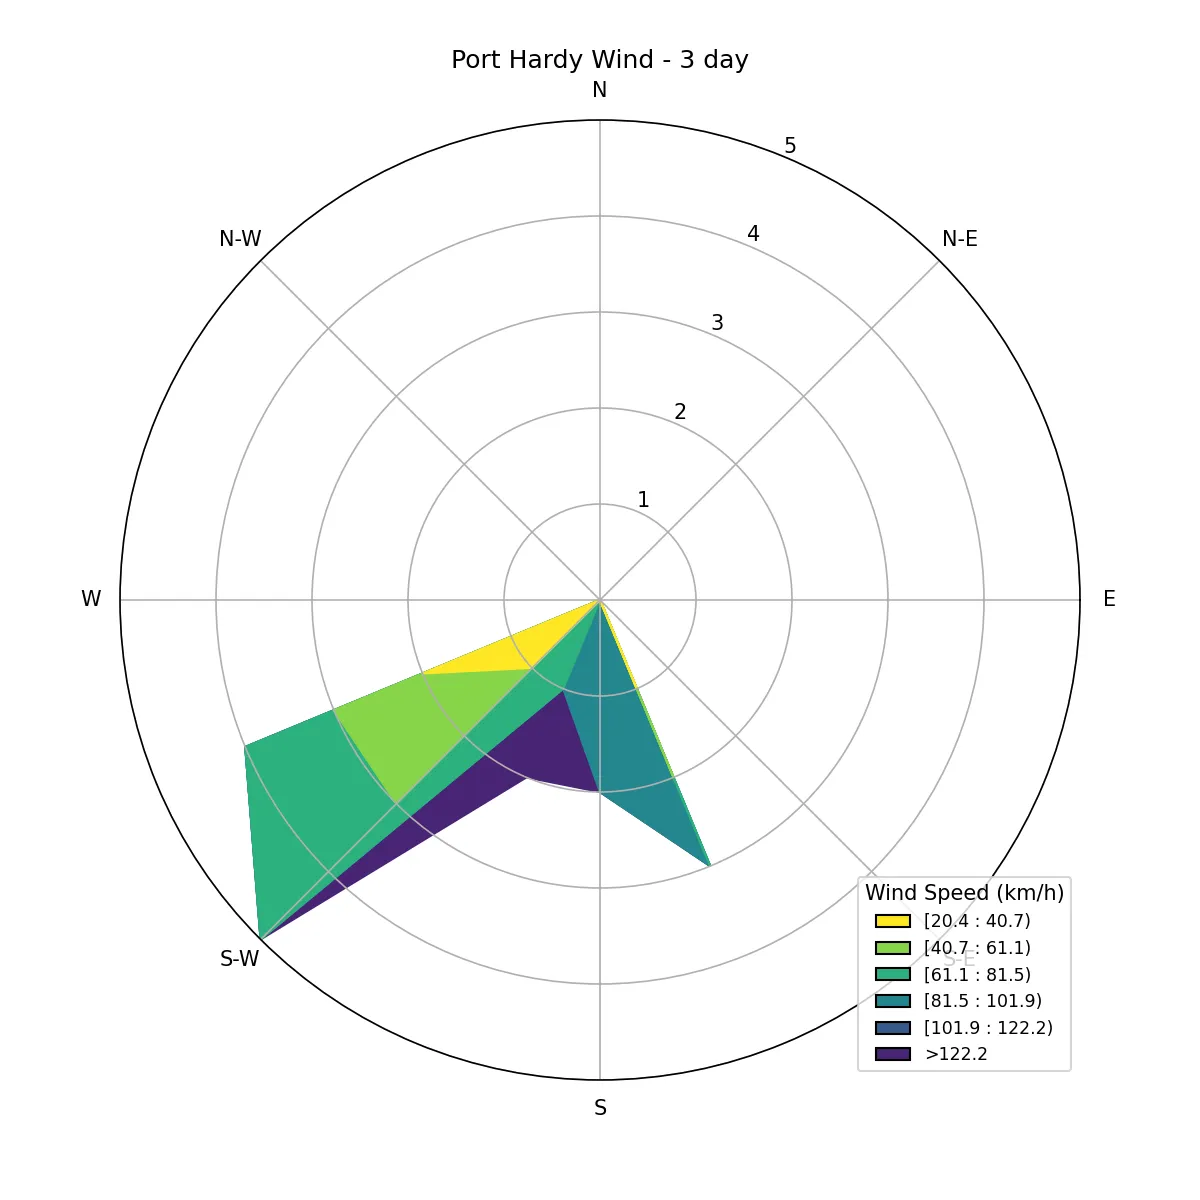 Port Hardy Wind - 3 day
N
5
N-W
N-E
4
3
2
1
W
E
S-W
S-E
Wind Speed (km/h)
[20.4 : 40.7)
[40.7 : 61.1)
[61.1 : 81.5)
[81.5 : 101.9)
[101.9 : 122.2)
>122.2
S